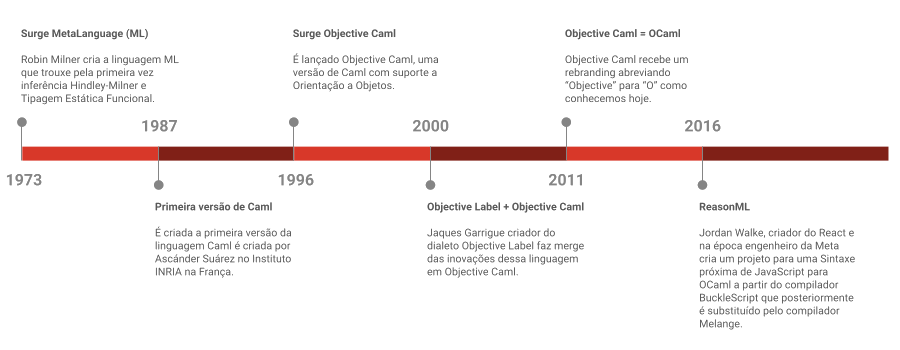 Surge MetaLanguage (ML)
Robin Milner cria a linguagem ML
que trouxe pela primeira vez
inferência Hindley-Milner e
Tipagem Estática Funcional.
Surge Objective Caml
É lançado Objective Caml, uma
versão de Caml com suporte a
Orientação a Objetos.
Objective Caml = OCaml
Objective Caml recebe um
rebranding abreviando
“Objective” para “O” como
conhecemos hoje.
1987
2000
2016
1973
1996
2011
Primeira versão de Caml
É criada a primeira versão da
linguagem Caml é criada por
Ascánder Suárez no Instituto
INRIA na França.
Objective Label + Objective Caml
Jaques Garrigue criador do
dialeto Objective Label faz merge
das inovações dessa linguagem
em Objective Caml.
ReasonML
Jordan Walke, criador do React e
na época engenheiro da Meta
cria um projeto para uma Sintaxe
próxima de JavaScript para
OCaml a partir do compilador
BuckleScript que posteriormente
é substituído pelo compilador
Melange.